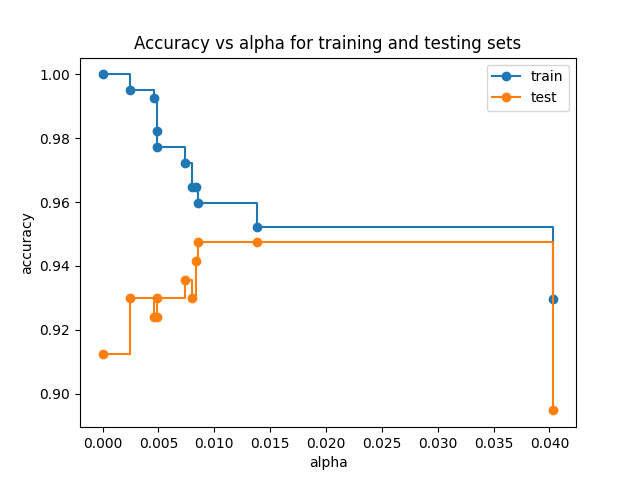 Accuracy vs alpha for training and testing sets
train
test
accuracy
1.00
0.98
0.96
0.94
0.92
0.90
0.000 0.005 0.010 0.015 0.020 0.025 0.030 0.035 0.040
alpha